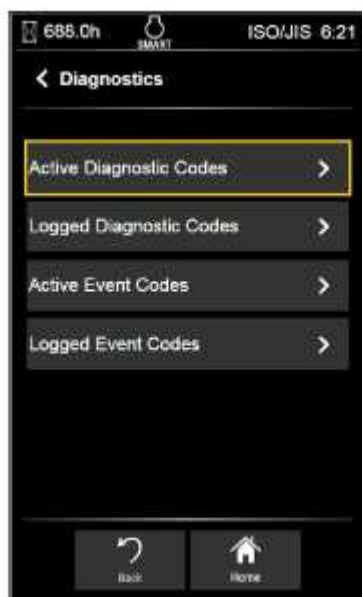 688.0h SMART ISO/JIS 6:21
Diagnostics
Active Diagnostic Codes
Logged Diagnostic Codes
Active Event Codes
Logged Event Codes
Back Home